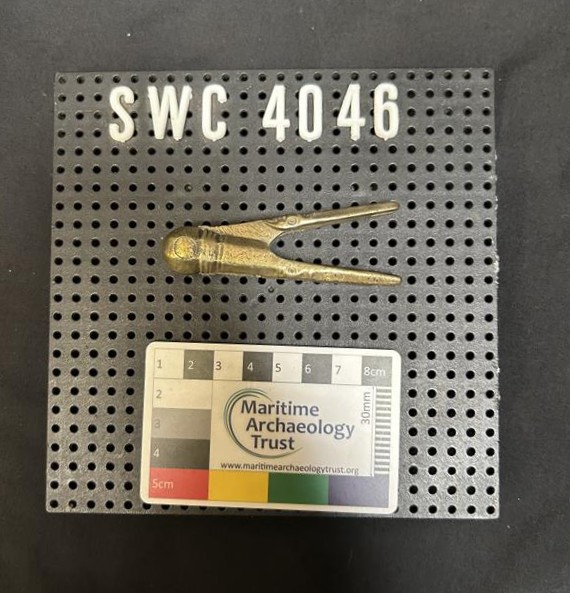 SWC 4046
1 2 3 4 5 6 7 8cm
2
3
4
5cm
30mm
Maritime
Archaeology
Trust
www.maritimearchaeologytrust.org